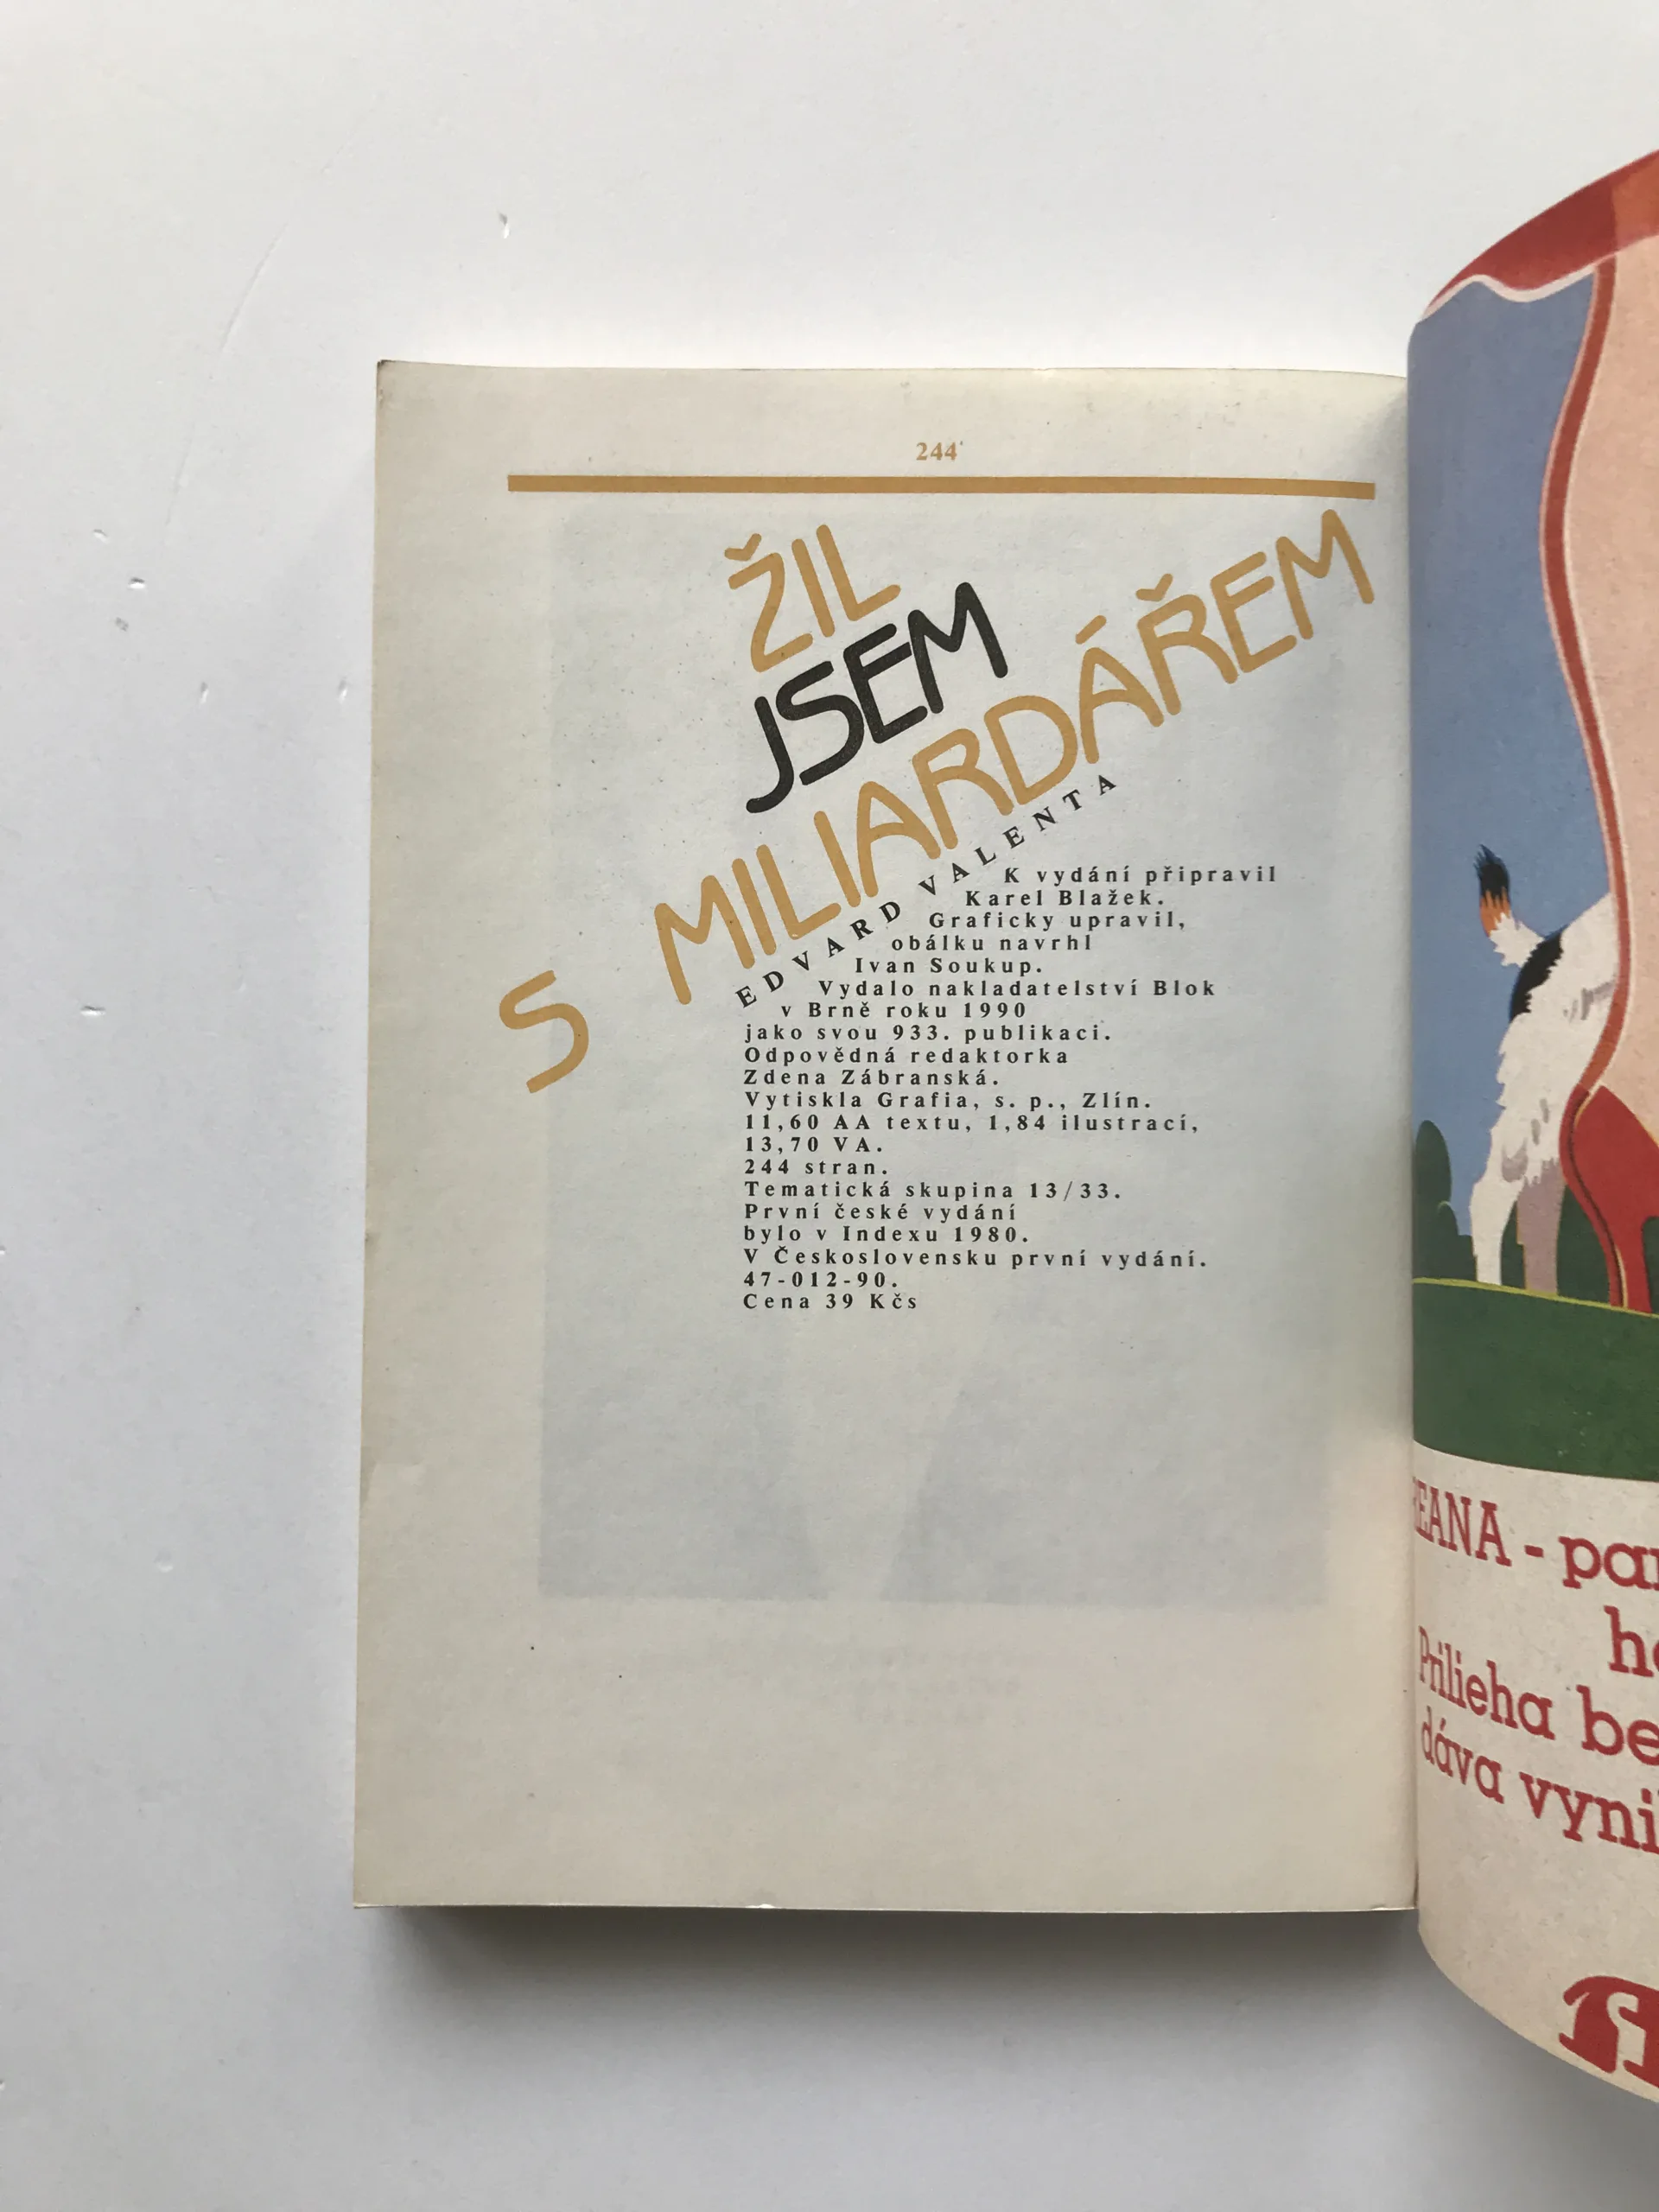 244
ŽIL
JSEM
S MILIARDÁŘEM
EDVARD VALENTA
K vydání připravil
Karel Blažek.
Graficky upravil,
obálku navrhl
Ivan Soukup.
Vydalo nakladatelství Blok
v Brně roku 1990
jako svou 933. publikaci.
Odpovědná redaktorka
Zdena Zábranská.
Vytiskla Grafia, s. p., Zlín.
11,60 AA textu, 1,84 ilustrací,
13,70 VA.
244 stran.
Tematická skupina 13/33.
První české vydání
bylo v Indexu 1980.
V Československu první vydání.
47-012-90.
Cena 39 Kčs
EANA - pa
h
Prilieha be
dáva vyni